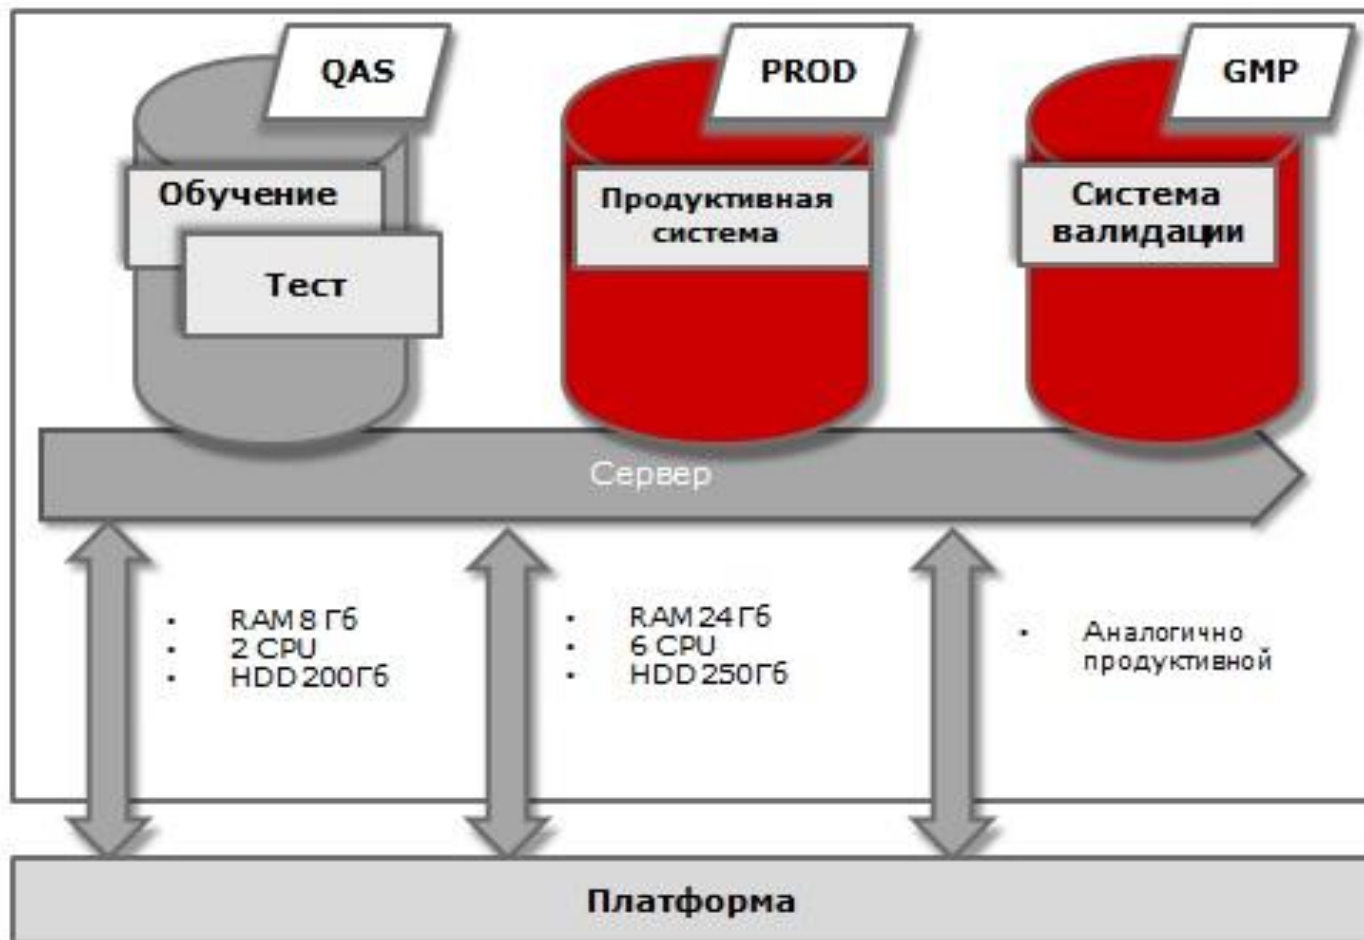 QAS
PROD
GMP
Обучение
Тест
Продуктивная
система
Система
валидации
Сервер
• RAM 8 Гб
• 2 CPU
• HDD 200Гб
• RAM 24 Гб
• 6 CPU
• HDD 250Гб
• Аналогично
продуктивной
Платформа